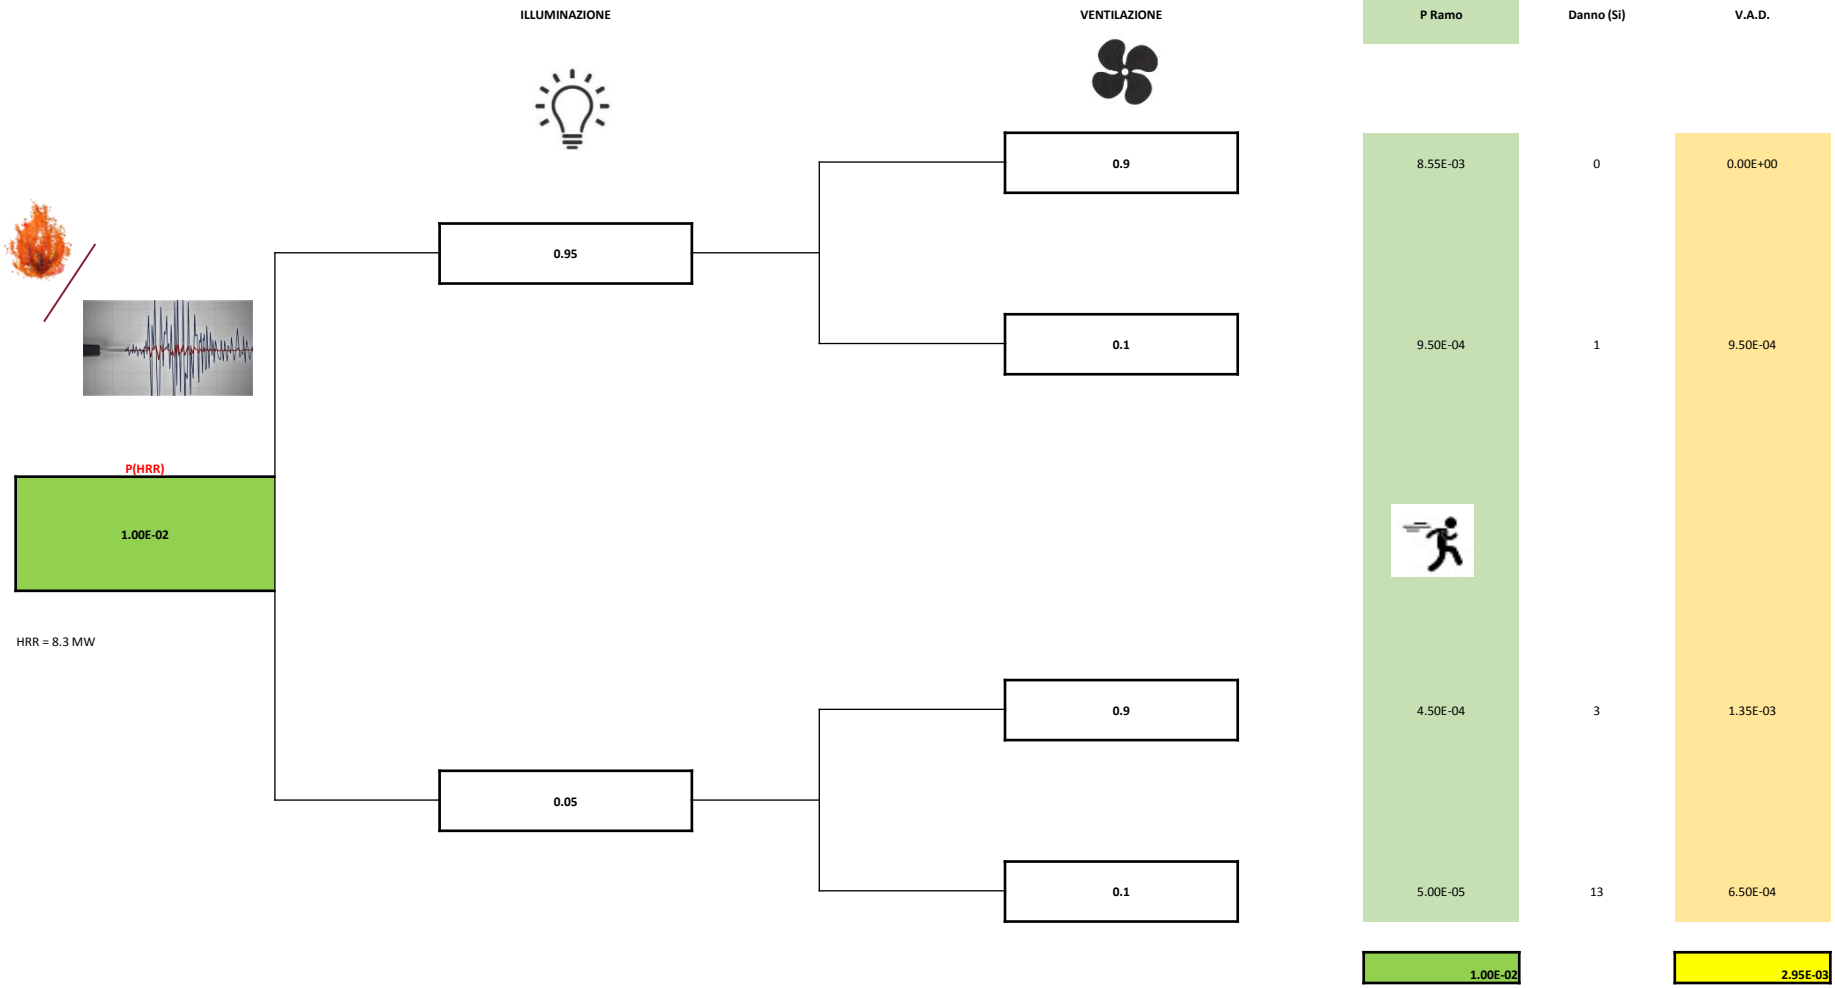 ILLUMINAZIONE VENTILAZIONE P Ramo Danno (Si) V.A.D.
0.9 8.55E-03 0 0.00E+00
0.95
0.1 9.50E-04 1 9.50E-04
P(HRR)
1.00E-02
HRR = 8.3 MW
0.9 4.50E-04 3 1.35E-03
0.05
0.1 5.00E-05 13 6.50E-04
1.00E-02 2.95E-03